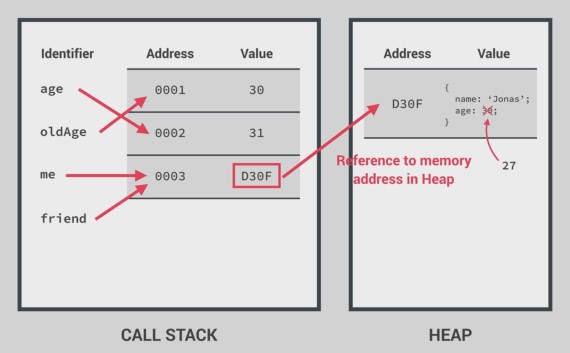 Identifier Address Value
age 0001 30
oldAge 0002 31
me 0003 D30F
friend
CALL STACK
Address Value
D30F
{
name: ‘Jonas’;
age: ;
}
27
Reference to memory
address in Heap
HEAP